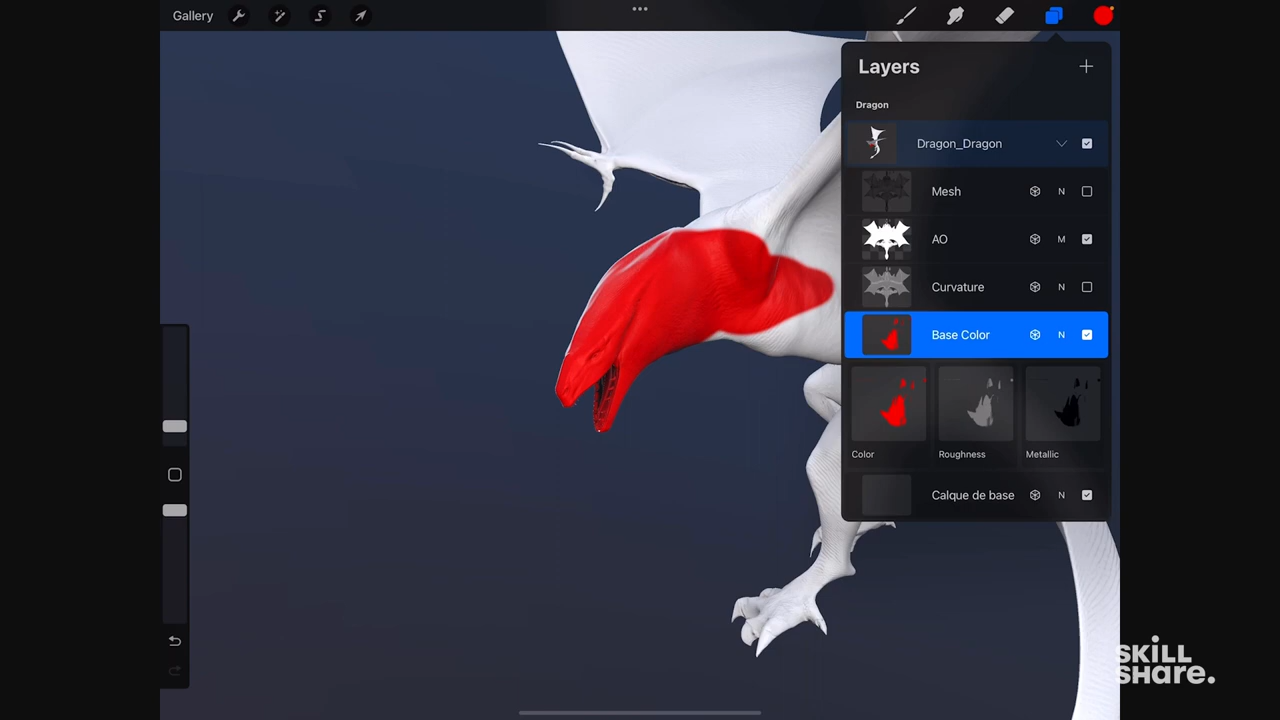 Gallery
Layers
Dragon
Dragon_Dragon
Mesh N
AO M
Curvature N
Base Color N
Color Roughness Metallic
Calque de base N
SKiLL
SHare.